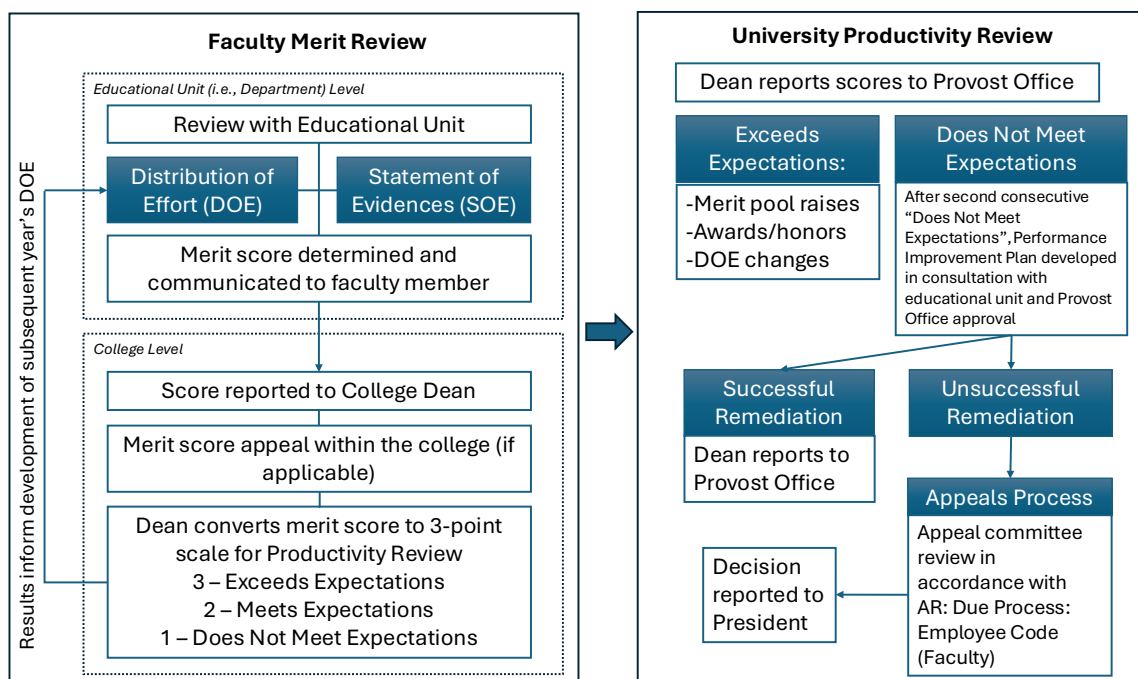 Faculty Merit Review
Educational Unit (i.e., Department) Level
Review with Educational Unit
Distribution of
Effort (DOE)
Statement of
Evidences (SOE)
Merit score determined and
communicated to faculty member
College Level
Score reported to College Dean
Merit score appeal within the college (if
applicable)
Dean converts merit score to 3-point
scale for Productivity Review
3 – Exceeds Expectations
2 – Meets Expectations
1 – Does Not Meet Expectations
Results inform development of subsequent year's DOE
University Productivity Review
Dean reports scores to Provost Office
Exceeds
Expectations:
-Merit pool raises
-Awards/honors
-DOE changes
Does Not Meet
Expectations
After second consecutive
“Does Not Meet
Expectations”, Performance
Improvement Plan developed
in consultation with
educational unit and Provost
Office approval
Successful
Remediation
Dean reports to
Provost Office
Unsuccessful
Remediation
Appeals Process
Appeal committee
review in
accordance with
AR: Due Process:
Employee Code
(Faculty)
Decision
reported to
President